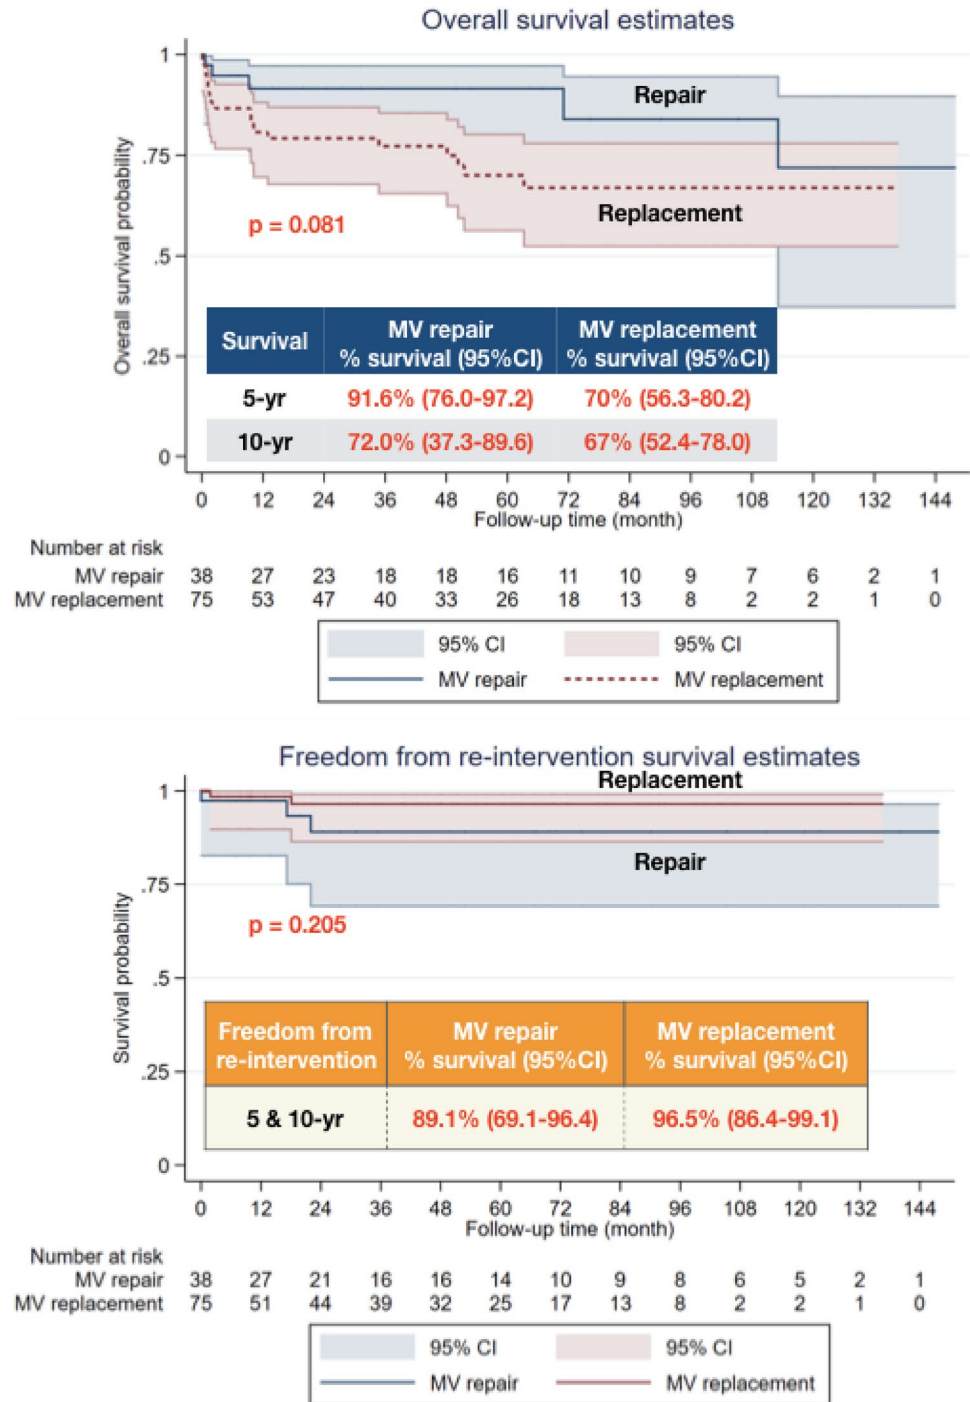 Overall survival estimates
1
.75
.5
.25
0
Overall survival probability
Repair
Replacement
p = 0.081
Survival MV repair % survival (95%CI) MV replacement % survival (95%CI)
5-yr 91.6% (76.0-97.2) 70% (56.3-80.2)
10-yr 72.0% (37.3-89.6) 67% (52.4-78.0)
0 12 24 36 48 60 72 84 96 108 120 132 144
Follow-up time (month)
Number at risk
MV repair 38 27 23 18 18 16 11 10 9 7 6 2 1
MV replacement 75 53 47 40 33 26 18 13 8 2 2 1 0
95% CI 95% CI
MV repair MV replacement
Freedom from re-intervention survival estimates
Replacement
1
.75
.5
.25
0
Survival probability
Repair
p = 0.205
Freedom from re-intervention MV repair % survival (95%CI) MV replacement % survival (95%CI)
5 & 10-yr 89.1% (69.1-96.4) 96.5% (86.4-99.1)
0 12 24 36 48 60 72 84 96 108 120 132 144
Follow-up time (month)
Number at risk
MV repair 38 27 21 16 16 14 10 9 8 6 5 2 1
MV replacement 75 51 44 39 32 25 17 13 8 2 2 1 0
95% CI 95% CI
MV repair MV replacement